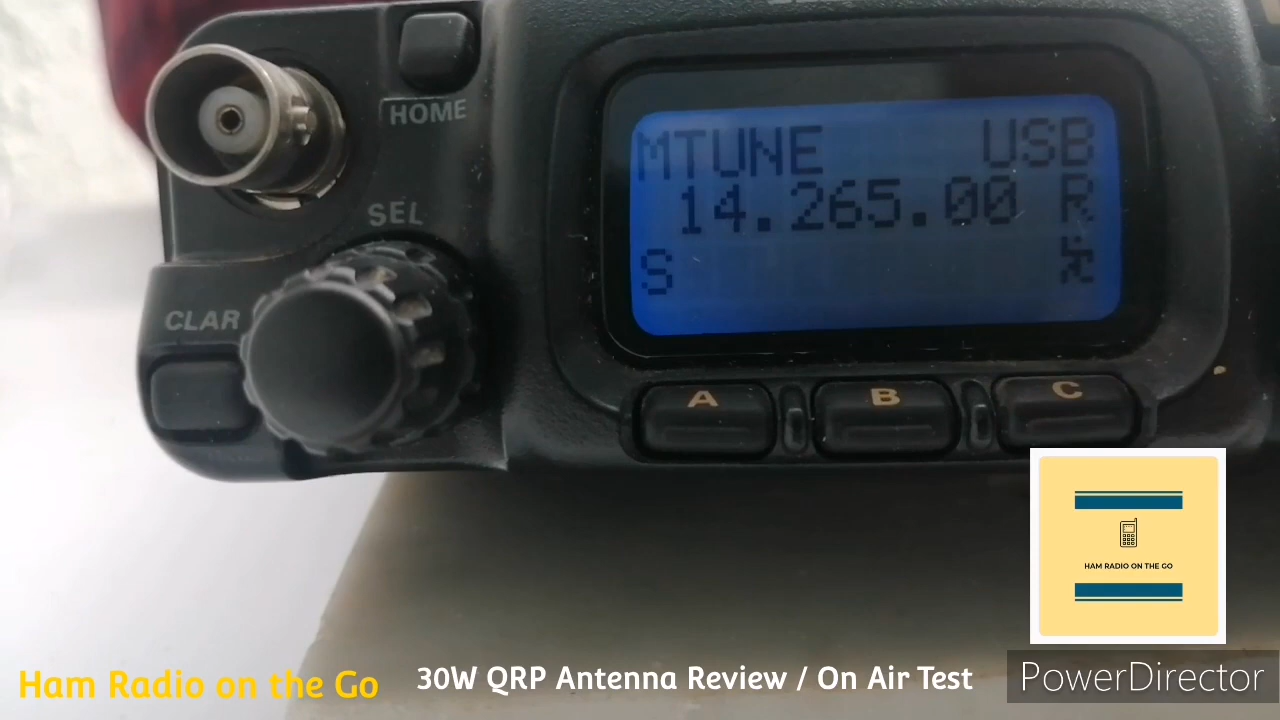 HOME
SEL
CLAR
MTUNE USB
14.265.00 R
S
A B C
HAM RADIO ON THE GO
Ham Radio on the Go
30W QRP Antenna Review / On Air Test
PowerDirector